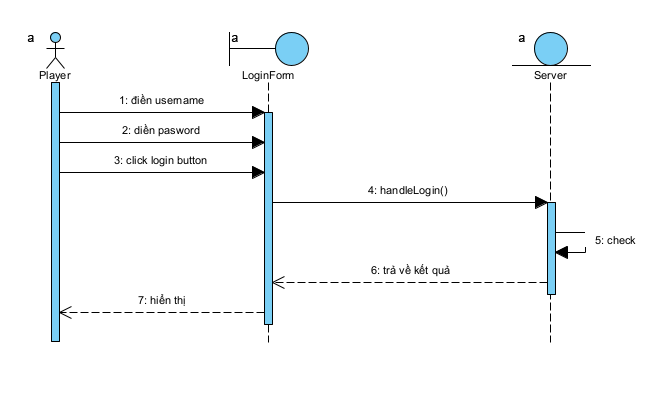 a
a
a
Player
LoginForm
Server
1: điền username
2: diền pasword
3: click login button
4: handleLogin()
5: check
6: trả về kết quả
7: hiển thị